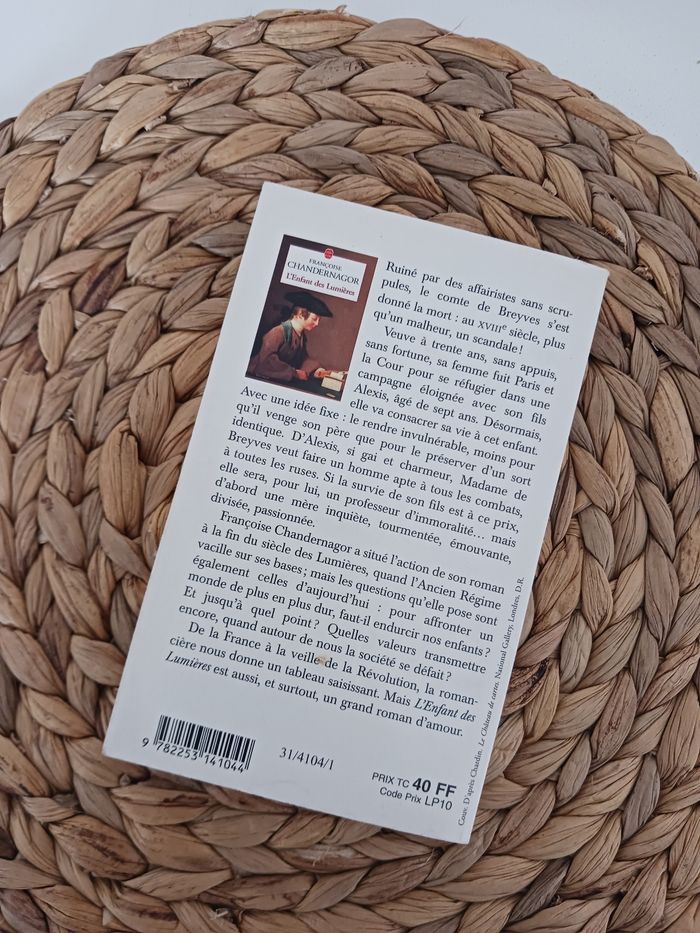 FRANÇOISE
CHANDERNAGOR
L'Enfant des Lumières
Ruiné par des affairistes sans scru-
pules, le comte de Breyves s'est
donné la mort : au XVIIIe siècle, plus
qu'un malheur, un scandale !
Veuve à trente ans, sans appuis,
sans fortune, sa femme fuit Paris et
la Cour pour se réfugier dans une
campagne éloignée avec son fils
Alexis, âgé de sept ans. Désormais,
elle va consacrer sa vie à cet enfant.
Avec une idée fixe : le rendre invulnérable, moins pour
qu'il venge son père que pour le préserver d'un sort
identique. D'Alexis, si gai et charmeur, Madame de
Breyves veut faire un homme apte à tous les combats,
à toutes les ruses. Si la survie de son fils est à ce prix,
elle sera, pour lui, un professeur d'immoralité... mais
d'abord une mère inquiète, tourmentée, émouvante,
divisée, passionnée.
Françoise Chandernagor a situé l'action de son roman
à la fin du siècle des Lumières, quand l'Ancien Régime
vacille sur ses bases ; mais les questions qu'elle pose sont
également celles d'aujourd'hui : pour affronter un
monde de plus en plus dur, faut-il endurcir nos enfants ?
Et jusqu'à quel point ? Quelles valeurs transmettre
encore, quand autour de nous la société se défait ?
De la France à la veille de la Révolution, la roman-
cière nous donne un tableau saisissant. Mais L'Enfant des
Lumières est aussi, et surtout, un grand roman d'amour.
9 782253 141044
31/4104/1
PRIX TC 40 FF
Code Prix LP10
Couv. D'après Chardin. Le Château de cartes. National Gallery, Londres, D.R.